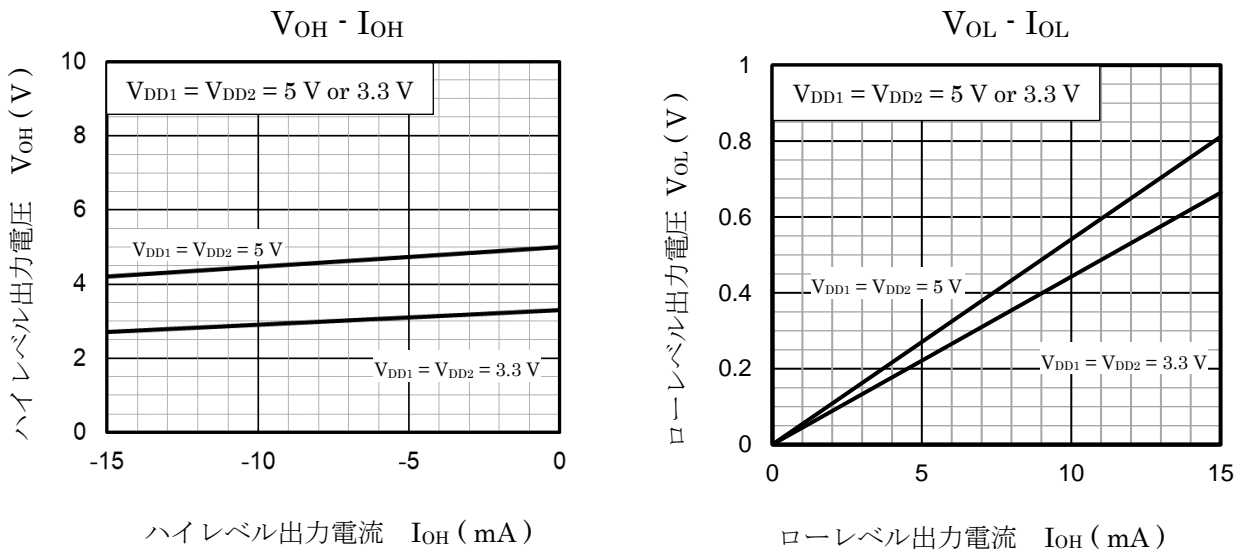 VOH - IOH
ハイレベル出力電圧 VOH ( V )
10
8
6
4
2
0
VDD1 = VDD2 = 5 V or 3.3 V
VDD1 = VDD2 = 5 V
VDD1 = VDD2 = 3.3 V
-15
-10
-5
0
ハイレベル出力電流 IOH ( mA )
VOL - IOL
ローレベル出力電圧 VOL ( V )
1
0.8
0.6
0.4
0.2
0
VDD1 = VDD2 = 5 V or 3.3 V
VDD1 = VDD2 = 5 V
VDD1 = VDD2 = 3.3 V
0
5
10
15
ローレベル出力電流 IOH ( mA )